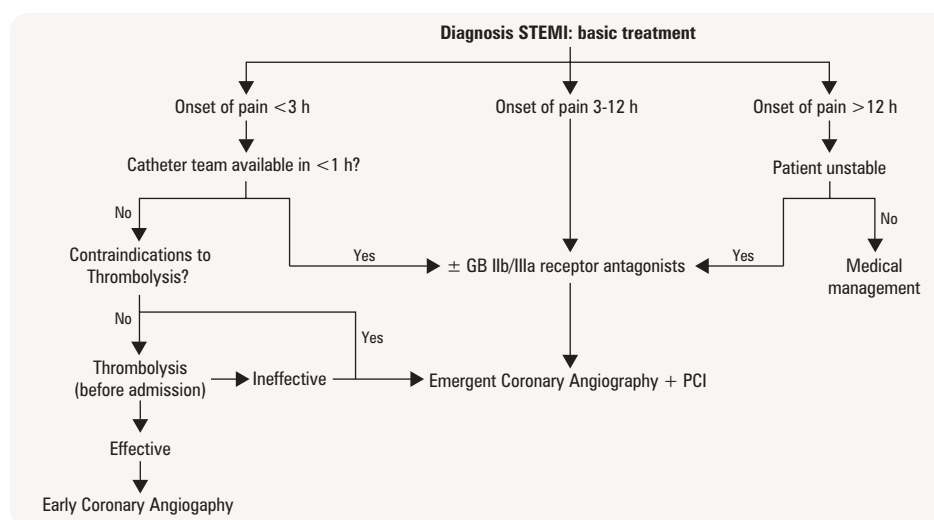 Diagnosis STEMI: basic treatment
Onset of pain <3 h
Onset of pain 3-12 h
Onset of pain >12 h
Catheter team available in <1 h?
Patient unstable
No
No
Contraindications to
Thrombolysis?
Yes
± GB IIb/IIIa receptor antagonists
Yes
Medical
management
No
Yes
Thrombolysis
(before admission)
Ineffective
Emergent Coronary Angiography + PCI
Effective
Early Coronary Angiogaphy